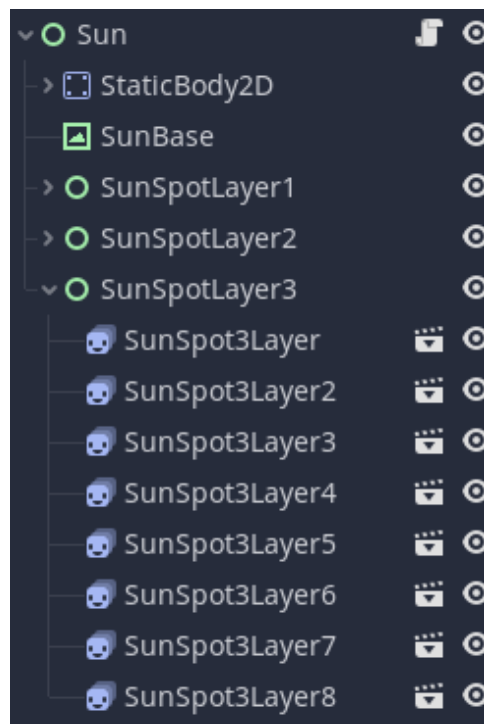 Sun
StaticBody2D
SunBase
SunSpotLayer1
SunSpotLayer2
SunSpotLayer3
SunSpot3Layer
SunSpot3Layer2
SunSpot3Layer3
SunSpot3Layer4
SunSpot3Layer5
SunSpot3Layer6
SunSpot3Layer7
SunSpot3Layer8